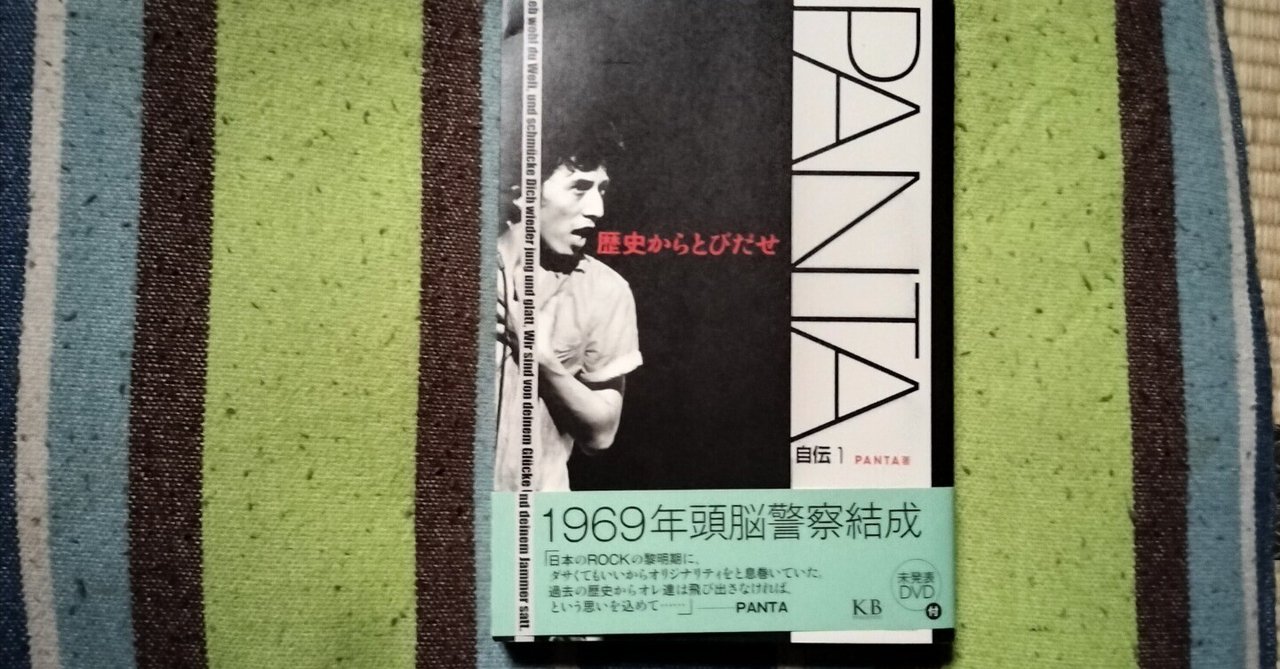 PANTA
歴史からとびだせ
eb wohl du Welt, und schmücke Dich wieder jung und glatt. Wir sind von deinem Glücke Und deinem Jammer satt.
自伝1
PANTA著
1969年頭脳警察結成
「日本のROCKの黎明期に、
ダサくてもいいからオリジナリティをと息巻いていた。
過去の歴史からオレ達は飛び出さなければ、
という思いを込めて……」――PANTA
KB
未発表
DVD
付